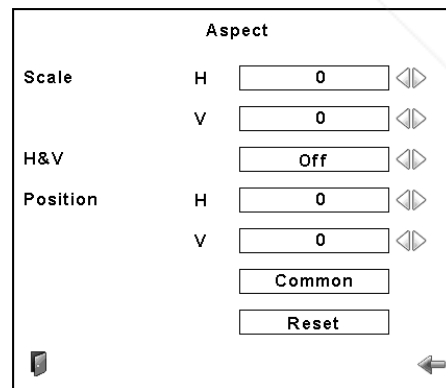 Aspect
Scale H 0
V 0
H&V Off
Position H 0
V 0
Common
Reset